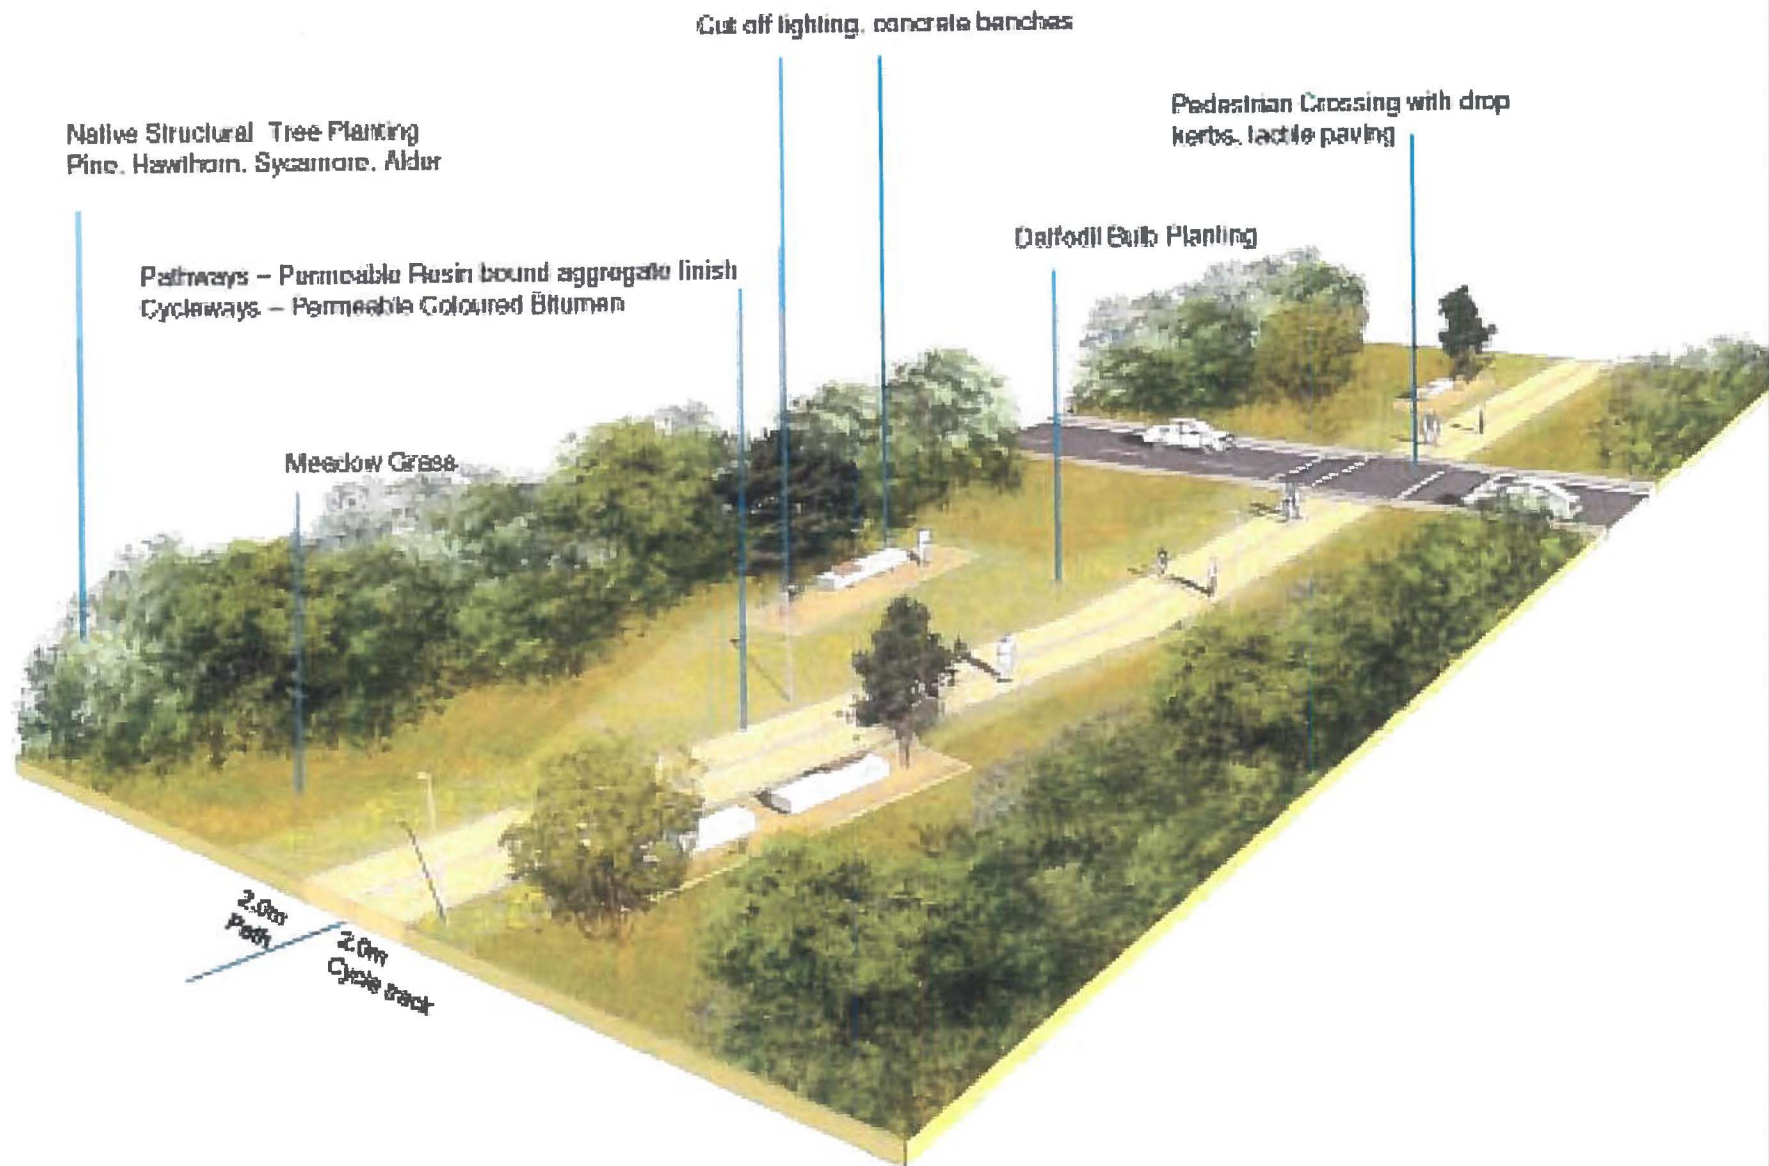 Cut off lighting, concrete benches
Native Structural Tree Planting
Pine, Hawthorn, Sycamore, Alder
Pedestrian Crossing with drop
kerbs, tactile paving
Daffodil Bulb Planting
Pathways – Permeable Resin bound aggregate finish
Cycleways – Permeable Coloured Bitumen
Meadow Grass
2.0m
Path
2.0m
Cycle track